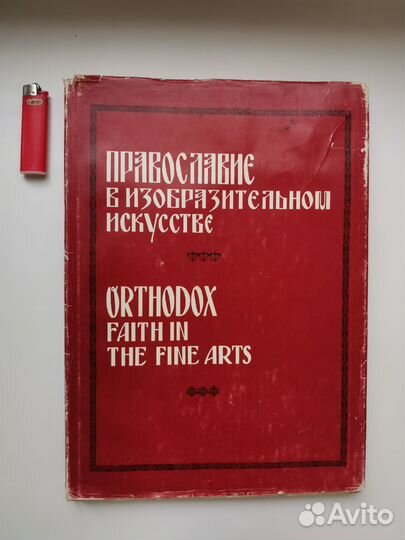 ПРАВОСЛАВИЕ
В ИЗОБРАЗИТЕЛЬНОМ
ИСКУССТВЕ
ORTHODOX
FAITH IN
THE FINE ARTS
Avito